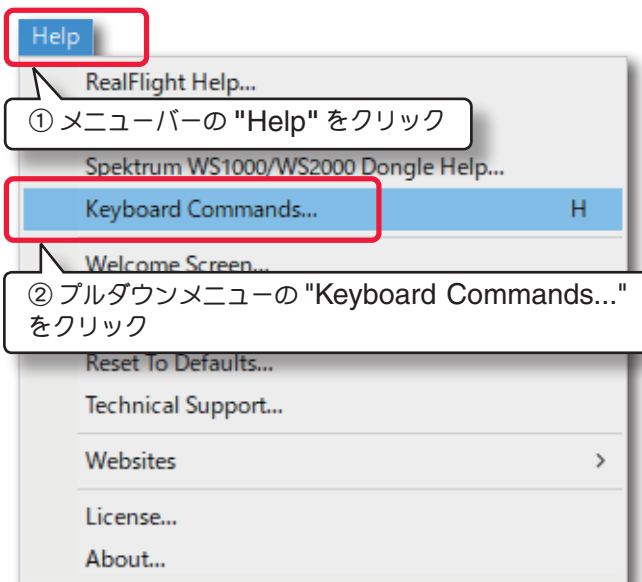 Help
RealFlight Help...
① メニューバーの "Help" をクリック
Spektrum WS1000/WS2000 Dongle Help...
Keyboard Commands... H
Welcome Screen...
② プルダウンメニューの "Keyboard Commands..."
をクリック
Reset To Defaults...
Technical Support...
Websites >
License...
About...